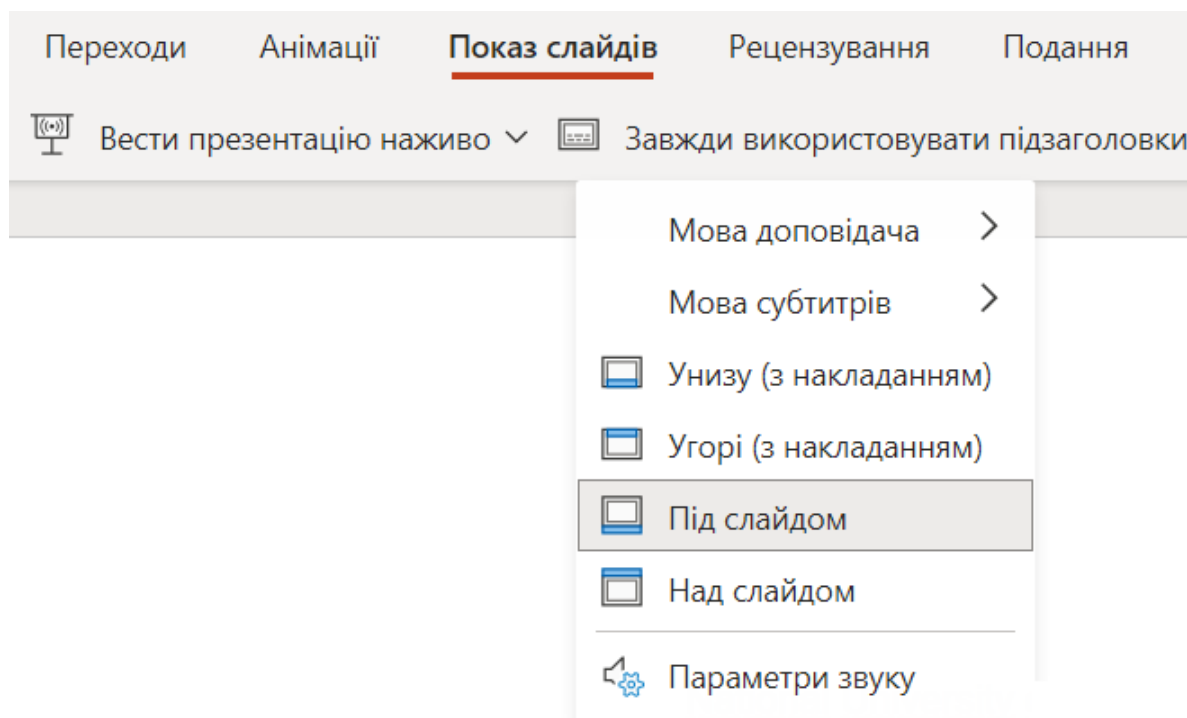 Переходи Анімації Показ слайдів Рецензування Подання
Вести презентацію наживо Завжди використовувати підзаголовки
Мова доповідача
Мова субтитрів
Унизу (з накладанням)
Угорі (з накладанням)
Під слайдом
Над слайдом
Параметри звуку